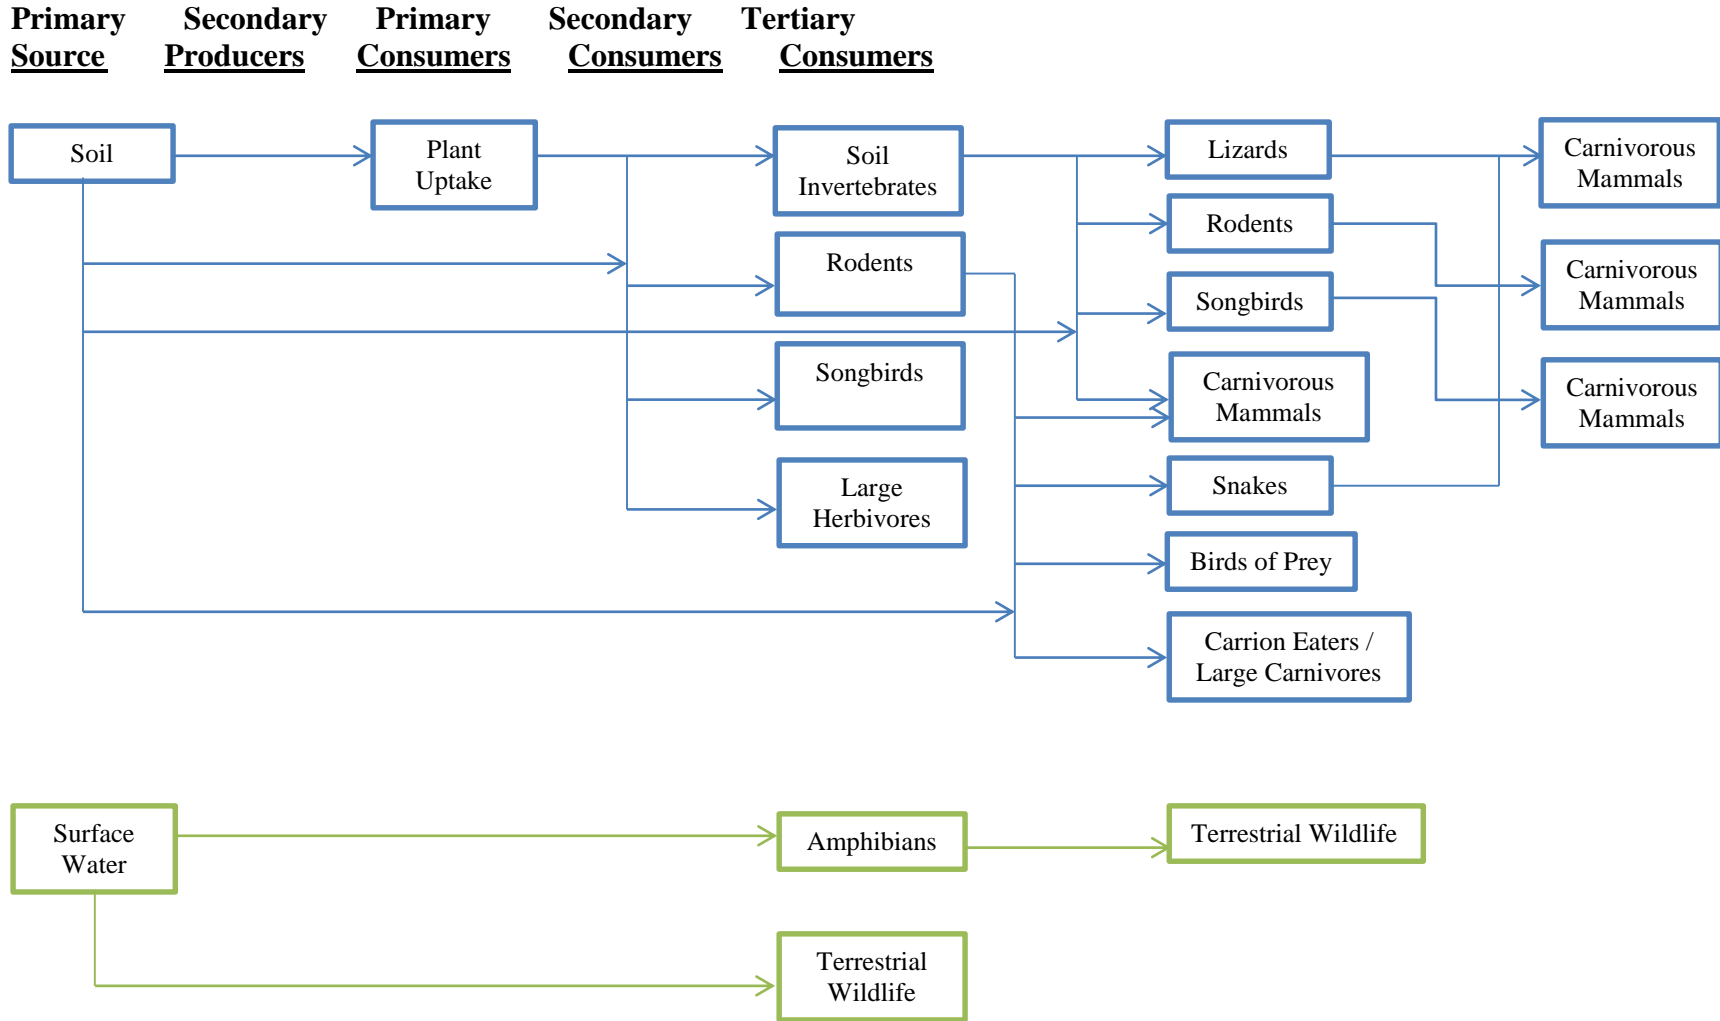 Primary Secondary Primary Secondary Tertiary
Source Producers Consumers Consumers Consumers
Soil
Plant
Uptake
Soil
Invertebrates
Rodents
Songbirds
Large
Herbivores
Lizards
Rodents
Songbirds
Carnivorous
Mammals
Snakes
Birds of Prey
Carrion Eaters /
Large Carnivores
Carnivorous
Mammals
Carnivorous
Mammals
Carnivorous
Mammals
Surface
Water
Amphibians
Terrestrial Wildlife
Terrestrial
Wildlife